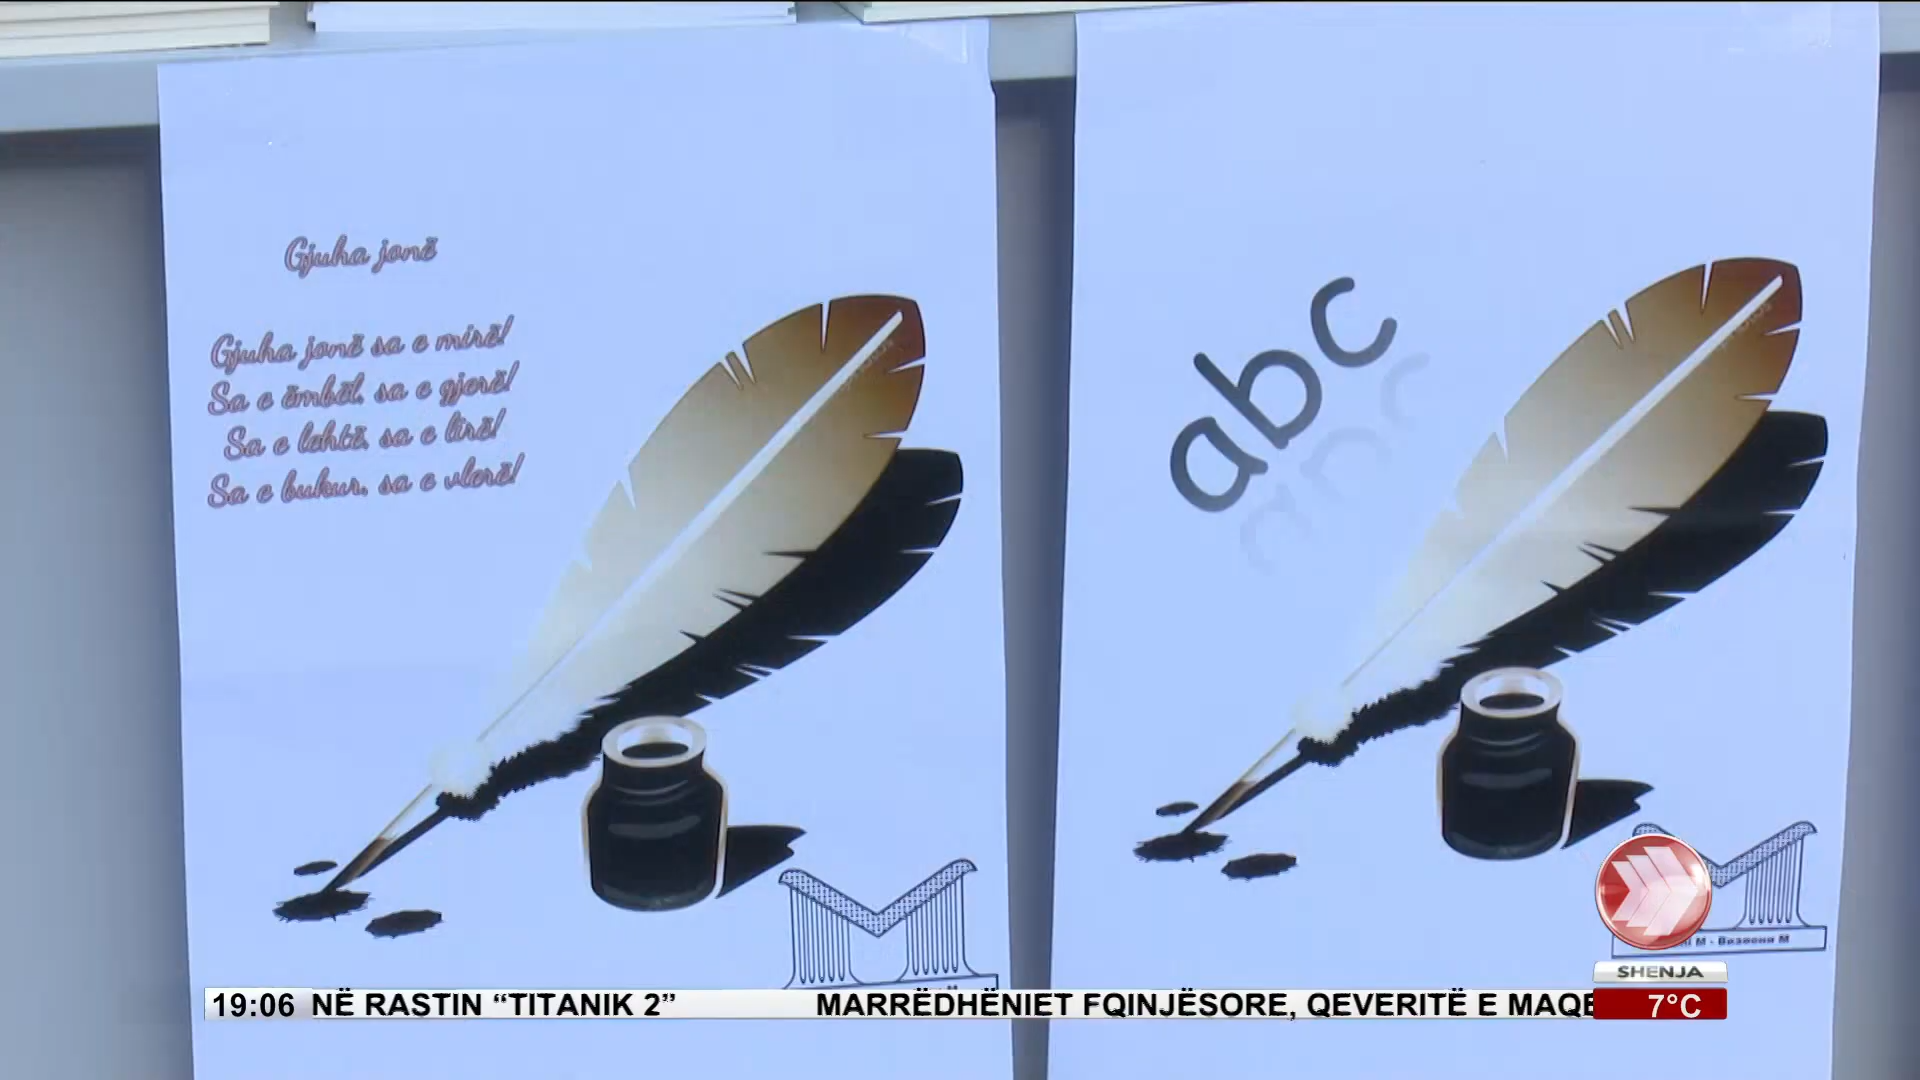 Gjuha jonë
Gjuha jonë sa e mirë!
Sa e ëmbël, sa e gjerë!
Sa e lehtë, sa e lirë!
Sa e bukur, sa e vlerë!
abc
M - Визиони М
SHENJA
7°C
19:06 NË RASTIN “TITANIK 2” MARRËDHËNIET FQINJËSORE, QEVERITË E MAQE